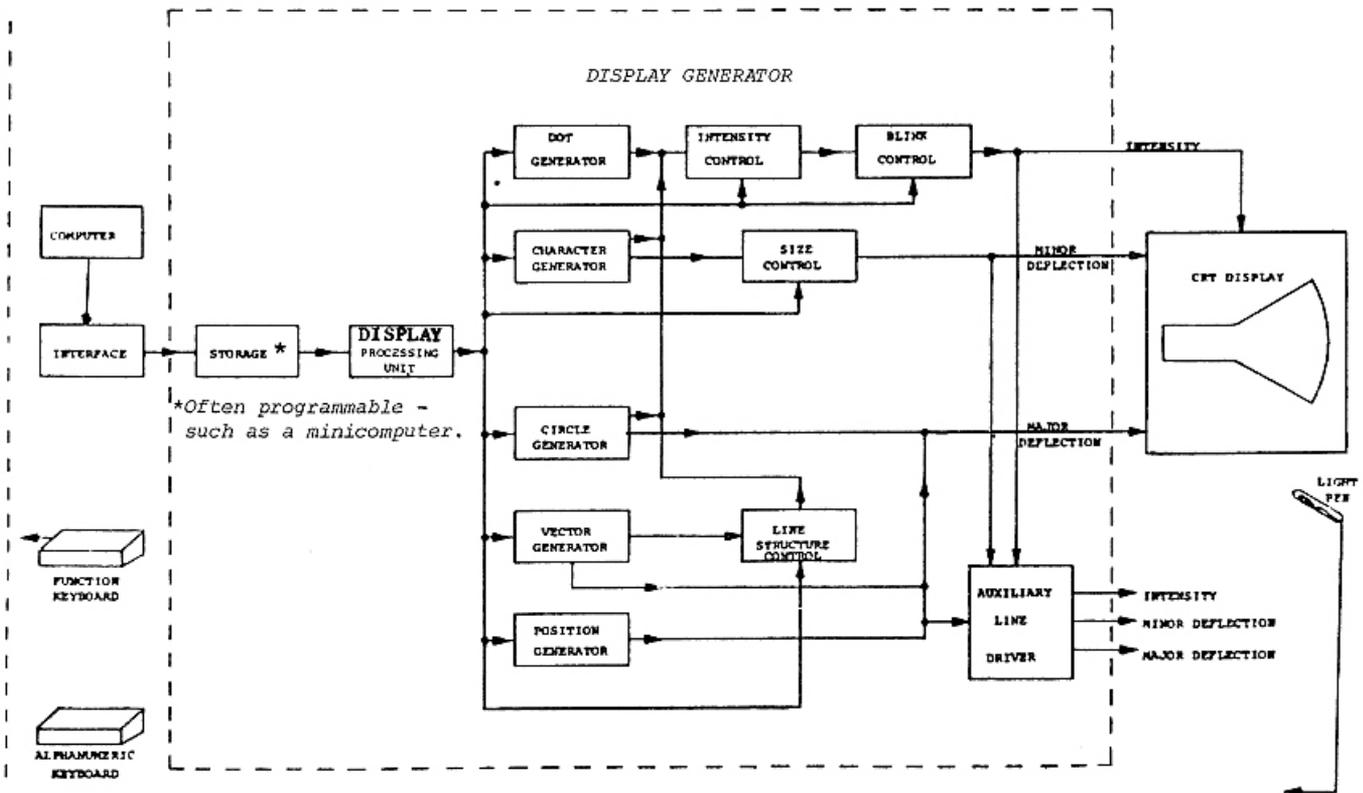 DISPLAY GENERATOR
DOT
GENERATOR
INTENSITY
CONTROL
BLINK
CONTROL
INTENSITY
COMPUTER
CHARACTER
GENERATOR
SIZE
CONTROL
MINOR
DEFLECTION
CRT DISPLAY
INTERFACE
STORAGE *
DISPLAY
PROCESSING
UNIT
*Often programmable -
such as a minicomputer.
CIRCLE
GENERATOR
MAJOR
DEFLECTION
LIGHT
PEN
VECTOR
GENERATOR
LINE
STRUCTURE
CONTROL
FUNCTION
KEYBOARD
AUXILIARY
LINE
DRIVER
INTENSITY
MINOR DEFLECTION
MAJOR DEFLECTION
POSITION
GENERATOR
ALPHANUMERIC
KEYBOARD